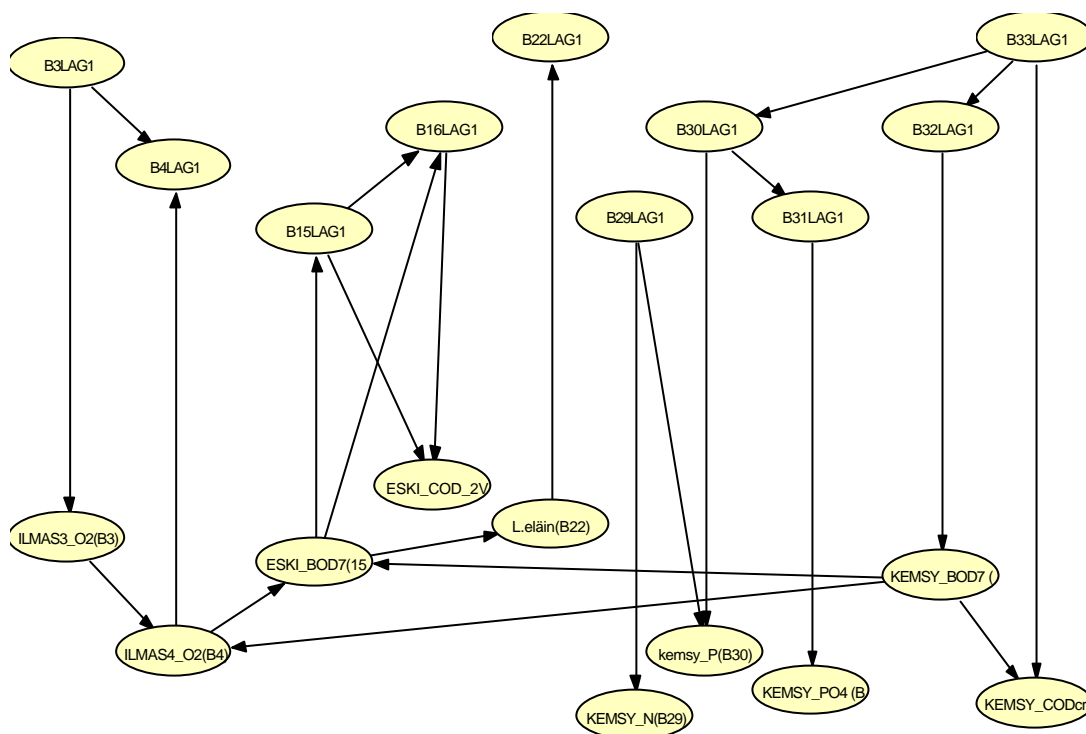 B22LAG1
B33LAG1
B3LAG1
B16LAG1
B30LAG1
B32LAG1
B4LAG1
B15LAG1
B29LAG1
B31LAG1
ESKI_COD_2V
L.eläin(B22)
ILMAS3_O2(B3)
ESKI_BOD7(15
KEMSY_BOD7 (
ILMAS4_O2(B4)
kemsy_P(B30)
KEMSY_PO4 (B
KEMSY_CODcr
KEMSY_N(B29)